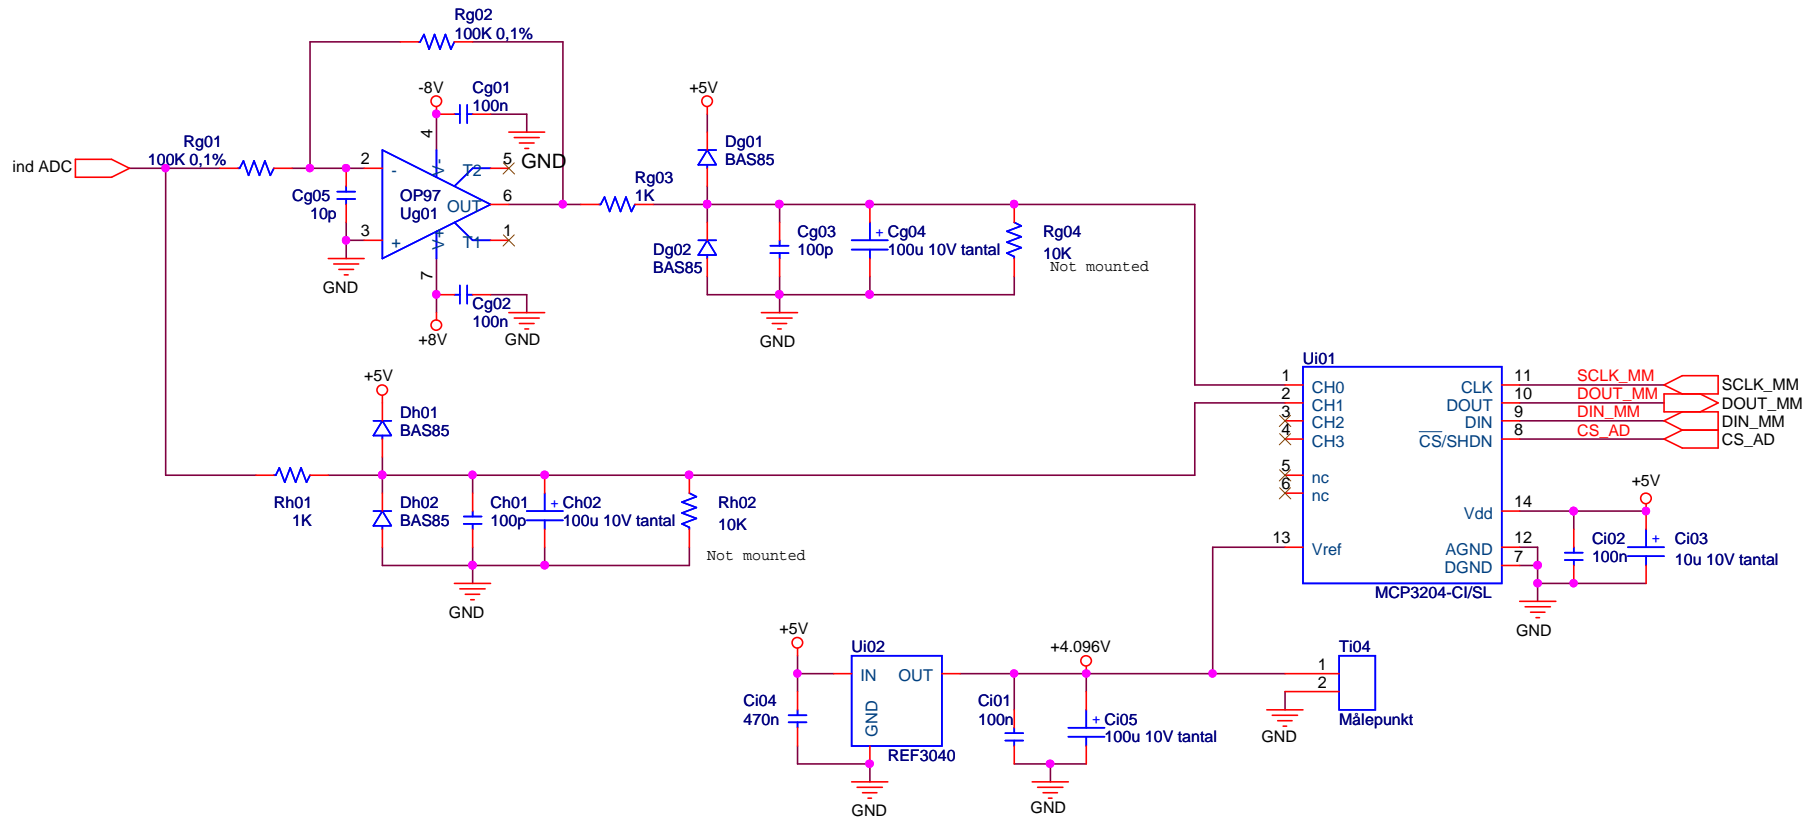 Rg02
100K 0,1%
-8V
Cg01
100n
4
GND
+5V
Dg01
BAS85
ind ADC
Rg01
100K 0,1%
2
-
V-
T2
5
Cg05
10p
OP97
Ug01
OUT
6
3
+
V+
T1
1
GND
7
Cg02
100n
+8V
GND
Rg03
1K
Dg02
BAS85
Cg03
100p
+
Cg04
100u 10V tantal
Rg04
10K
Not mounted
GND
+5V
Dh01
BAS85
Rh01
1K
Dh02
BAS85
Ch01
100p
+
Ch02
100u 10V tantal
Rh02
10K
Not mounted
GND
Ui01
1
CH0
2
CH1
3
CH2
4
CH3
5
nc
6
nc
13
Vref
CLK
11
SCLK_MM
SCLK_MM
DOUT
10
DOUT_MM
DOUT_MM
DIN
9
DIN_MM
DIN_MM
CS/SHDN
8
CS_AD
CS_AD
Vdd
14
+5V
AGND
12
DGND
7
MCP3204-CI/SL
Ci02
100n
+
Ci03
10u 10V tantal
GND
+5V
Ui02
IN
OUT
GND
REF3040
Ci04
470n
GND
+4.096V
Ci01
100n
+
Ci05
100u 10V tantal
GND
Ti04
1
2
Målepunkt
GND